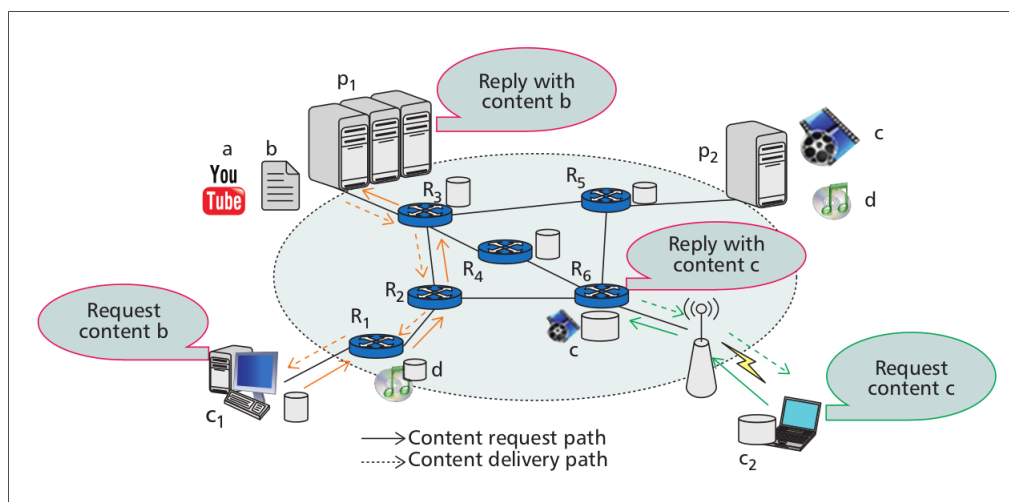 p1
Reply with
content b
a
b
You
Tube
p2
c
d
R3
R5
R4
R6
Reply with
content c
R2
Request
content b
R1
c
d
c1
Request
content c
c2
Content request path
Content delivery path